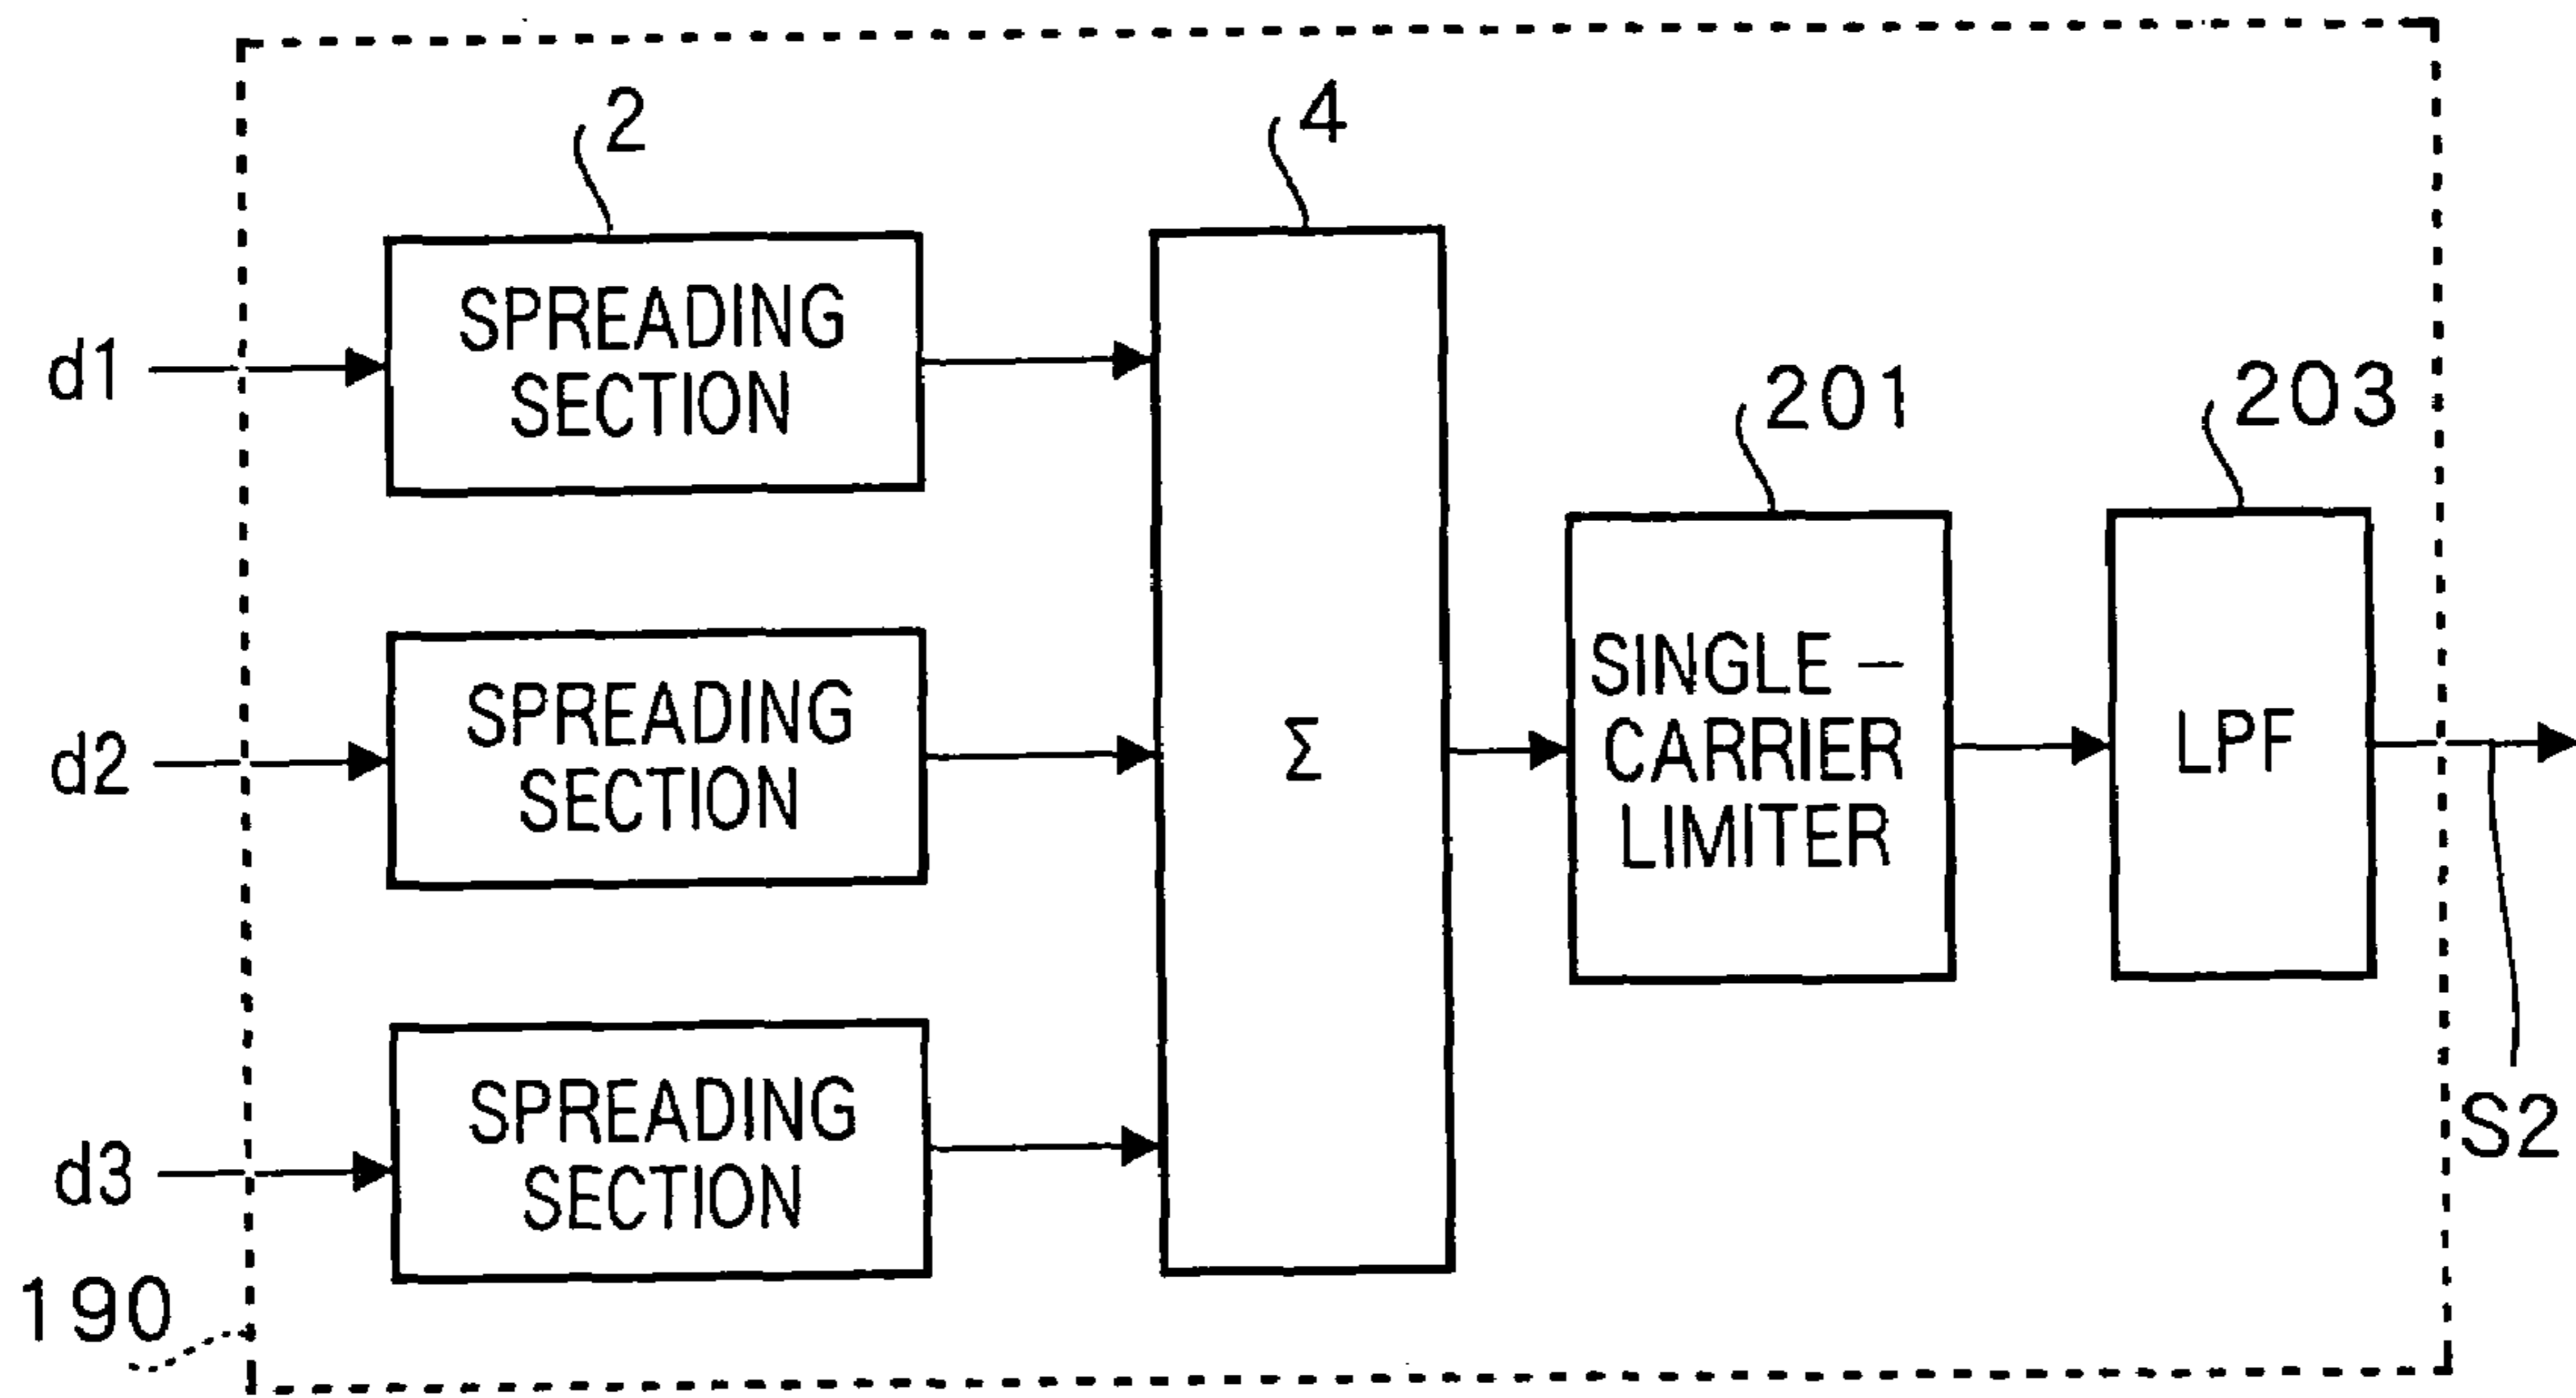 2
4
SPREADING
SECTION
d1
201
203
SPREADING
SECTION
d2
Σ
SINGLE –
CARRIER
LIMITER
LPF
SPREADING
SECTION
d3
S2
190